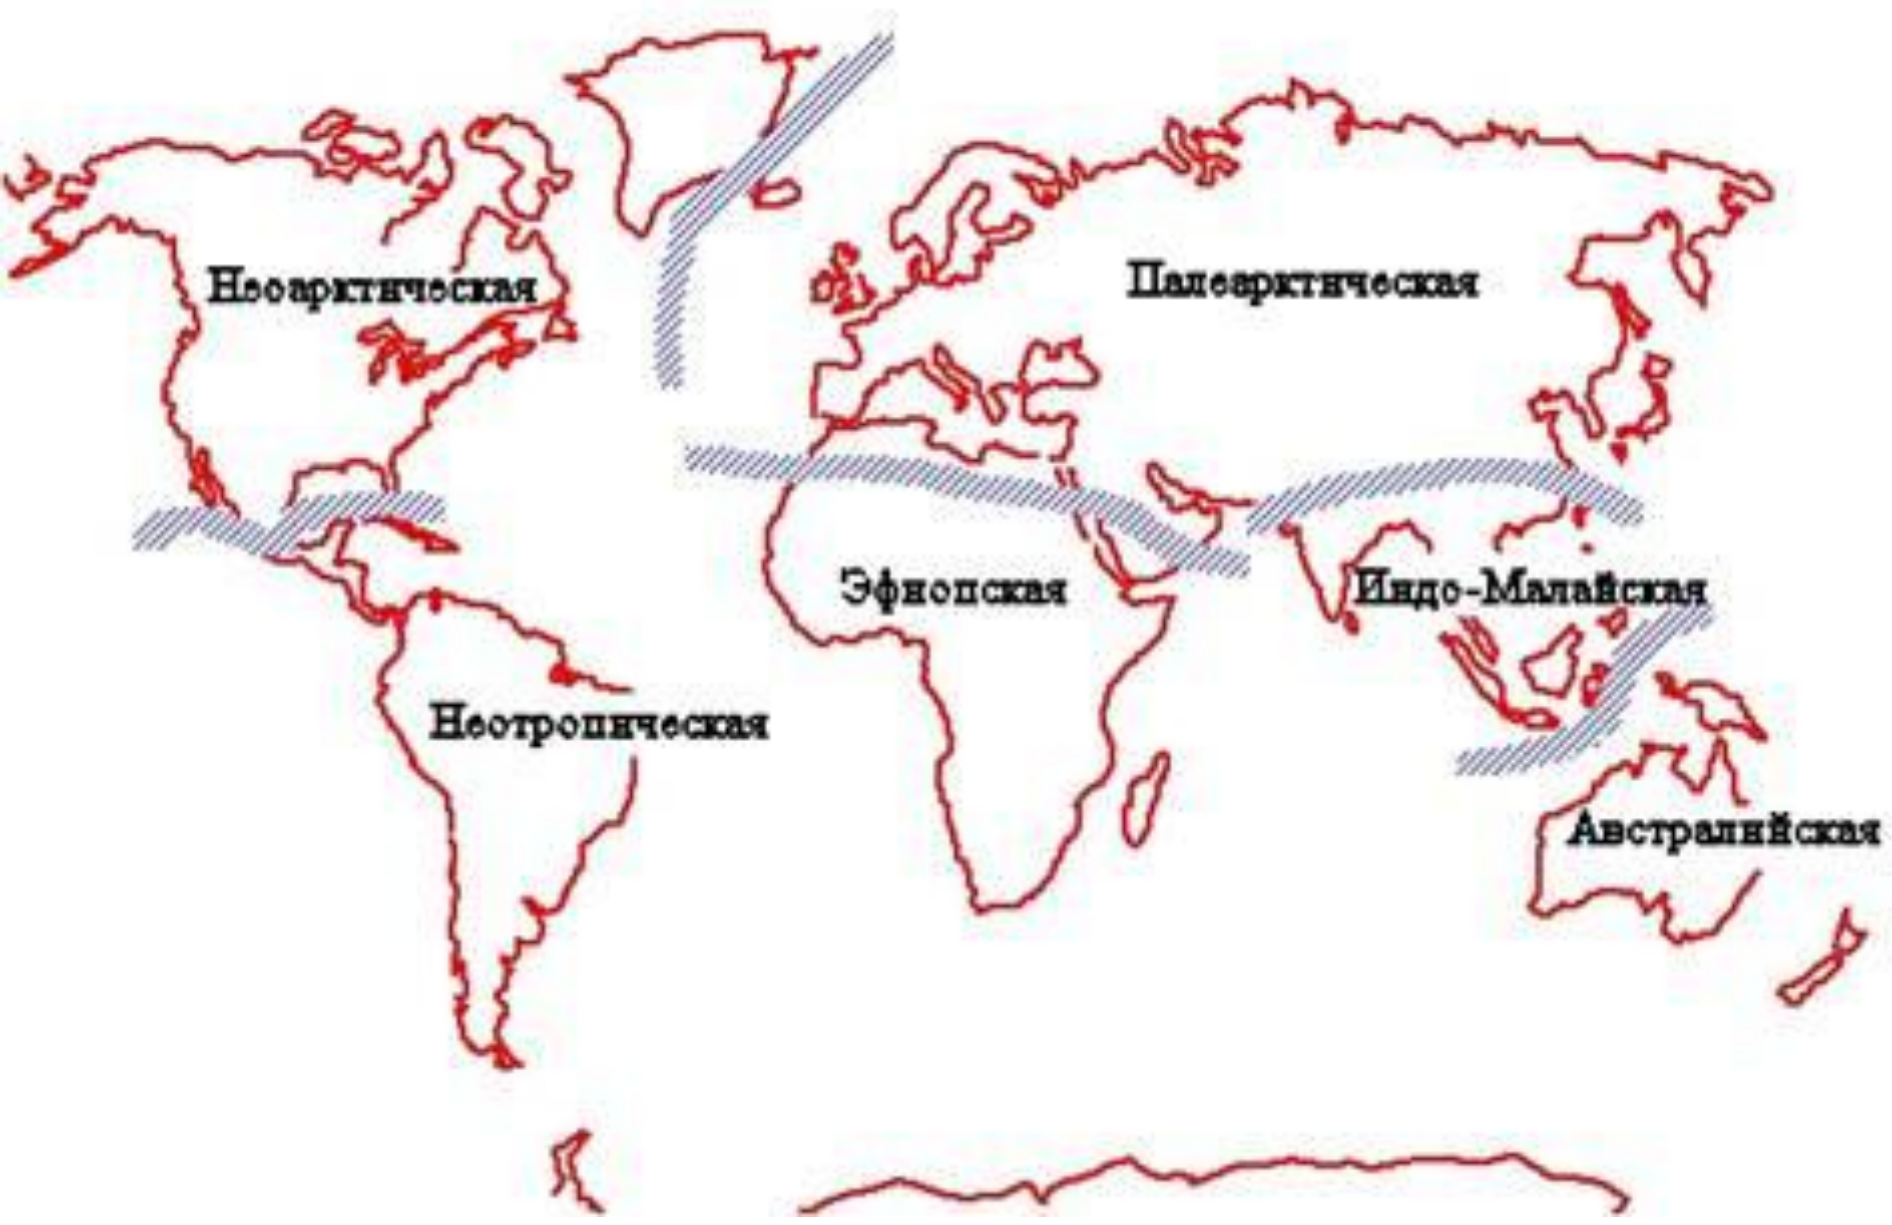 Неоарктическая
Палеарктическая
Эфиопская
Индо-Малайская
Неотропическая
Австралийская